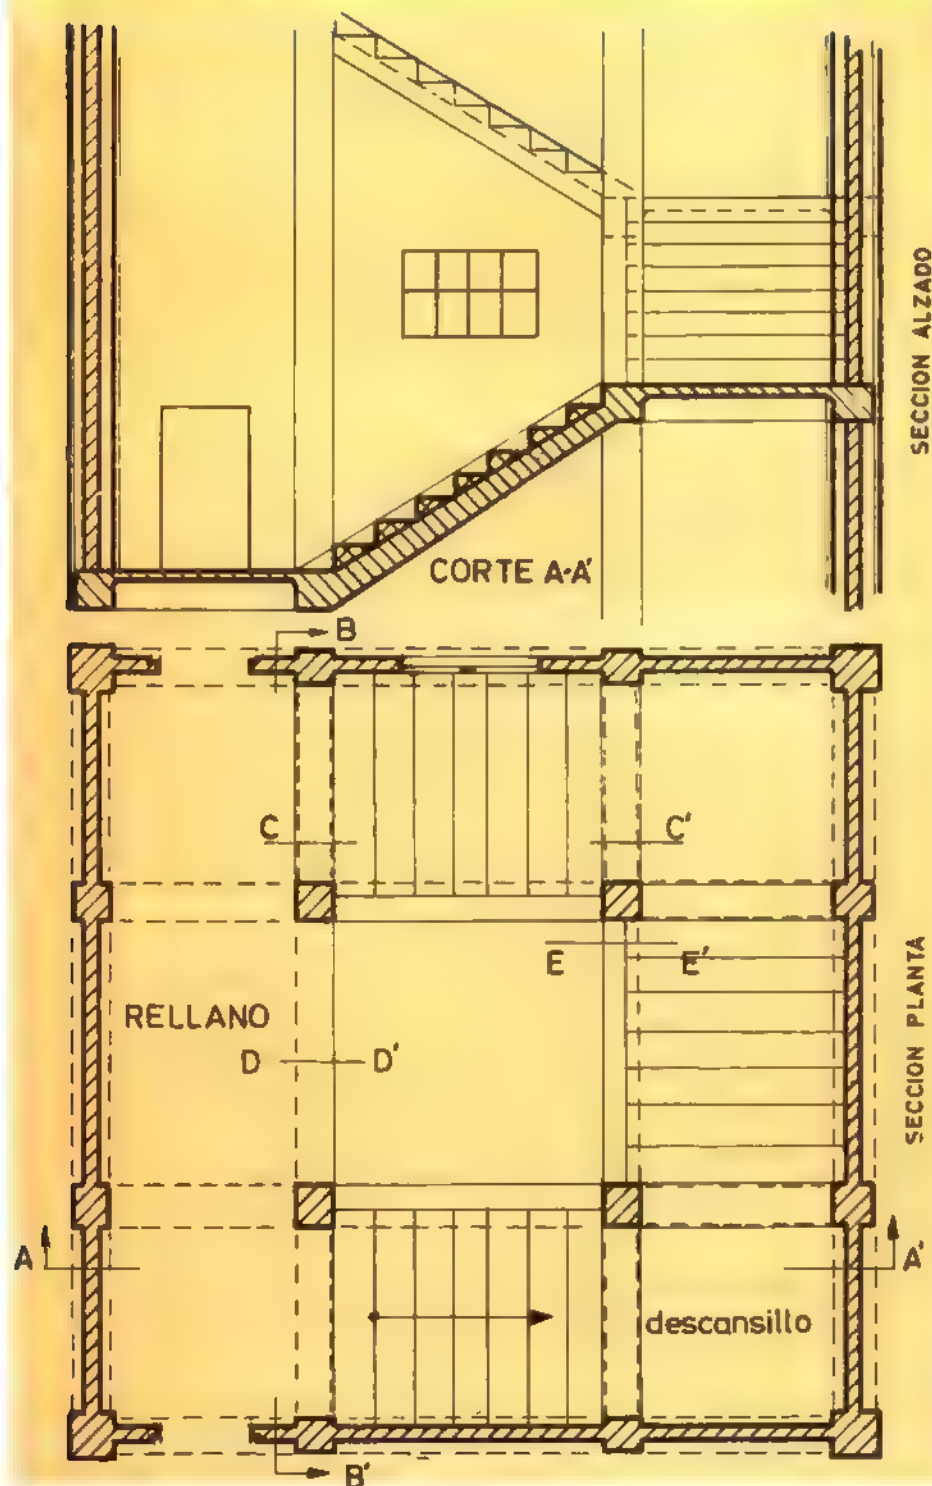 SECCION ALZADO
CORTE A-A'
B
C
C'
E
E'
RELLANO
D
D'
SECCION PLANTA
A
A'
descansillo
B'